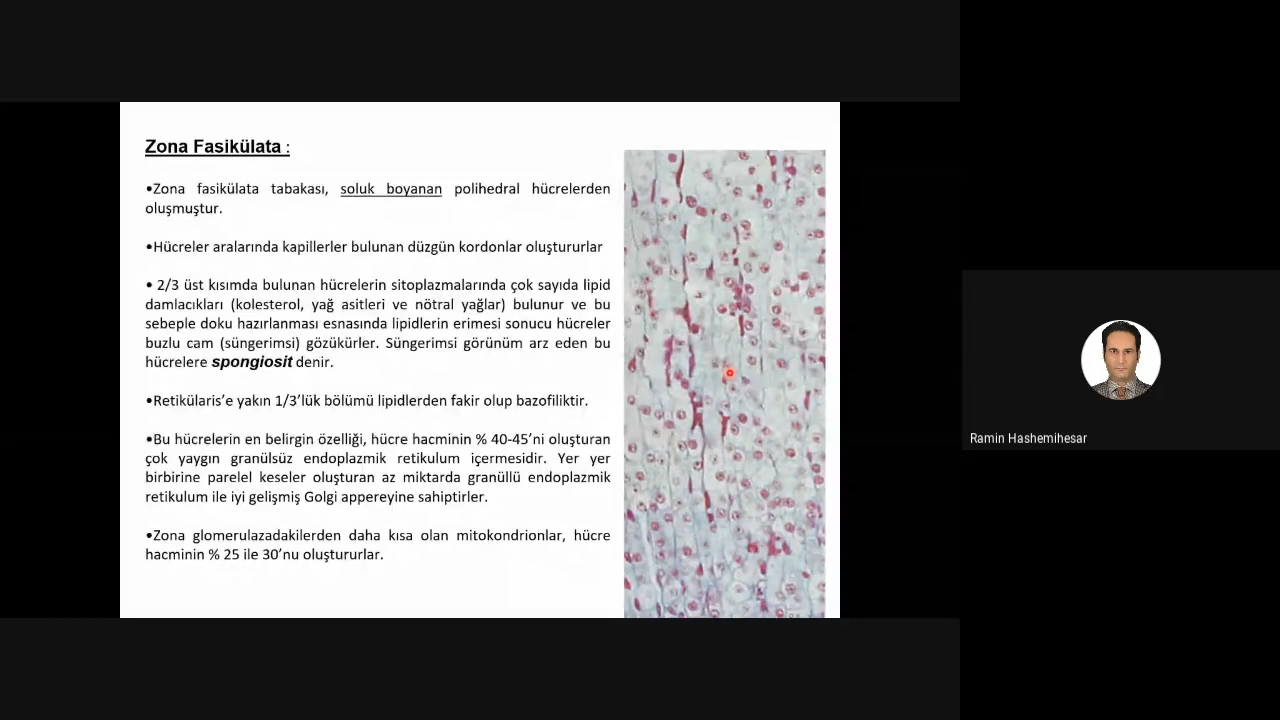 Zona Fasikülata :
•Zona fasikülata tabakası, soluk boyanan polihedral hücrelerden
oluşmuştur.
•Hücreler aralarında kapillerler bulunan düzgün kordonlar oluştururlar
• 2/3 üst kısımda bulunan hücrelerin sitoplazmalarında çok sayıda lipid
damlacıkları (kolesterol, yağ asitleri ve nötral yağlar) bulunur ve bu
sebeple doku hazırlanması esnasında lipidlerin erimesi sonucu hücreler
buzlu cam (süngerimsi) gözükürler. Süngerimsi görünüm arz eden bu
hücrelere spongiosit denir.
•Retikülaris’e yakın 1/3’lük bölümü lipidlerden fakir olup bazofiliktir.
•Bu hücrelerin en belirgin özelliği, hücre hacminin % 40-45’ni oluşturan
çok yaygın granülsüz endoplazmik retikulum içermesidir. Yer yer
birbirine parelel keseler oluşturan az miktarda granüllü endoplazmik
retikulum ile iyi gelişmiş Golgi appereyine sahiptirler.
•Zona glomerulazadakilerden daha kısa olan mitokondrionlar, hücre
hacminin % 25 ile 30’nu oluştururlar.
Ramin Hashemihesar